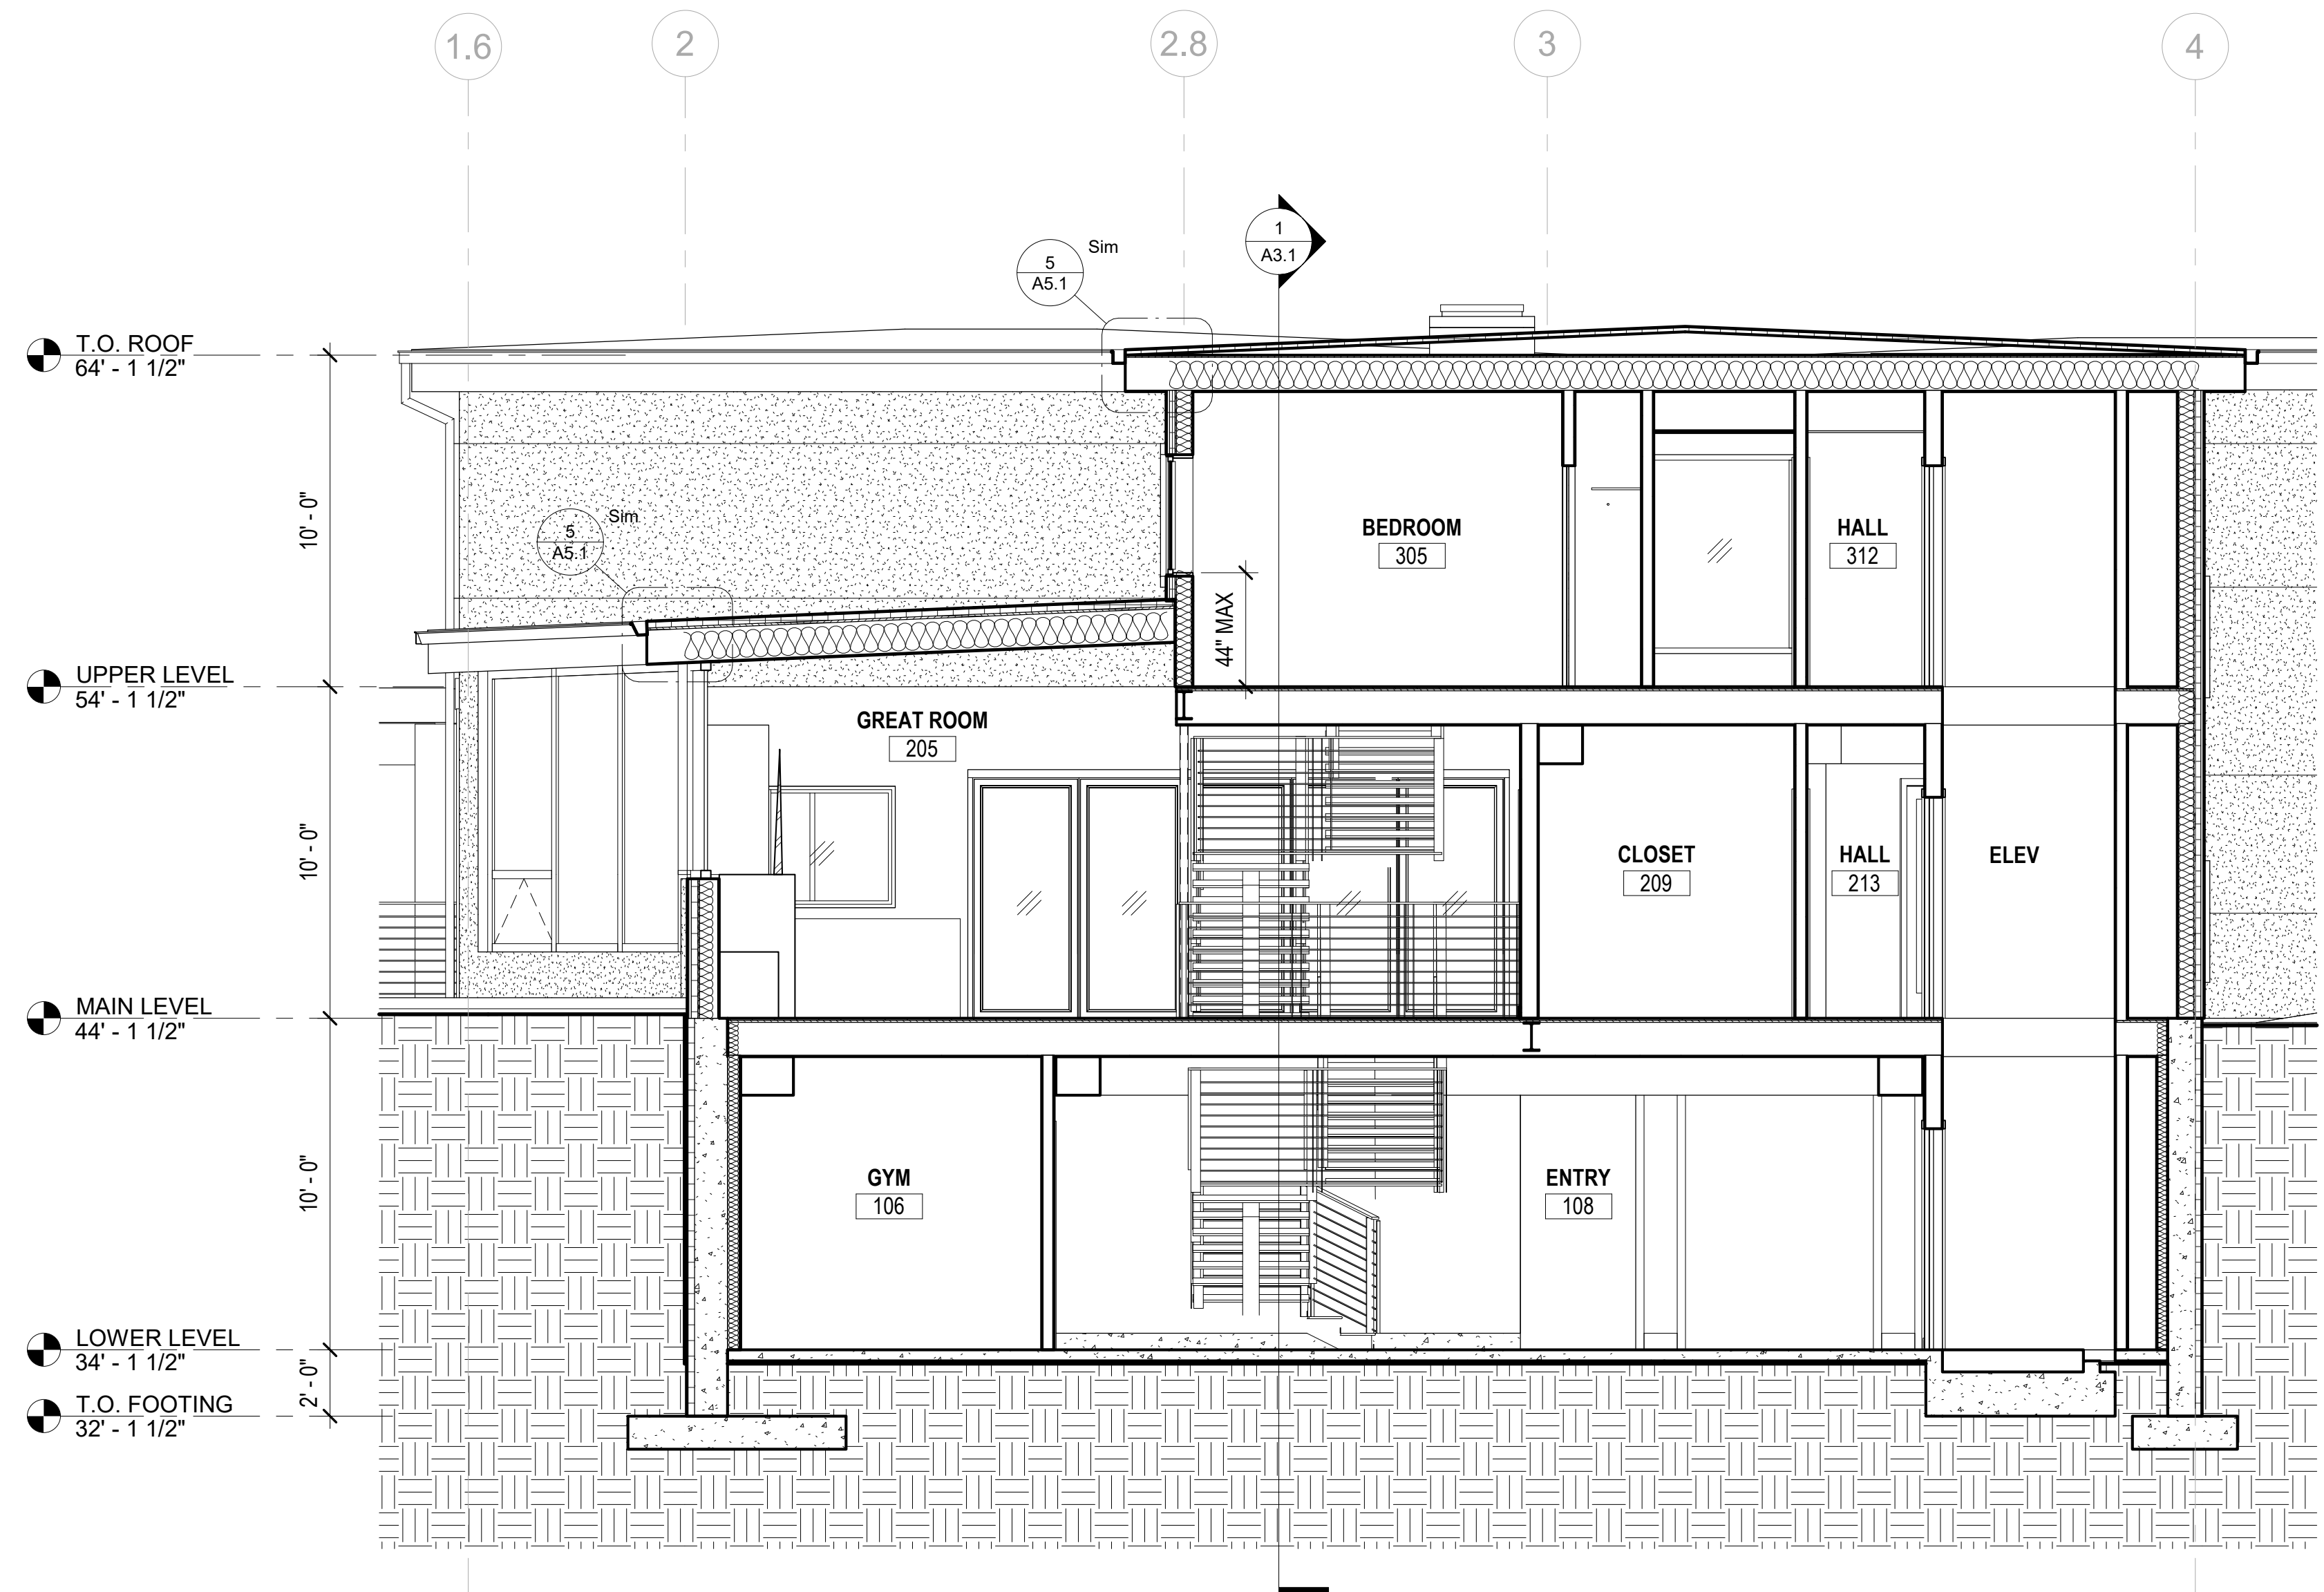 1.6
2
2.8
3
4
1
A3.1
5
A5.1
Sim
T.O. ROOF
64' - 1 1/2"
10' - 0"
5
A5.1
Sim
BEDROOM
305
HALL
312
44" MAX
UPPER LEVEL
54' - 1 1/2"
GREAT ROOM
205
10' - 0"
CLOSET
209
HALL
213
ELEV
MAIN LEVEL
44' - 1 1/2"
10' - 0"
GYM
106
ENTRY
108
LOWER LEVEL
34' - 1 1/2"
2' - 0"
T.O. FOOTING
32' - 1 1/2"